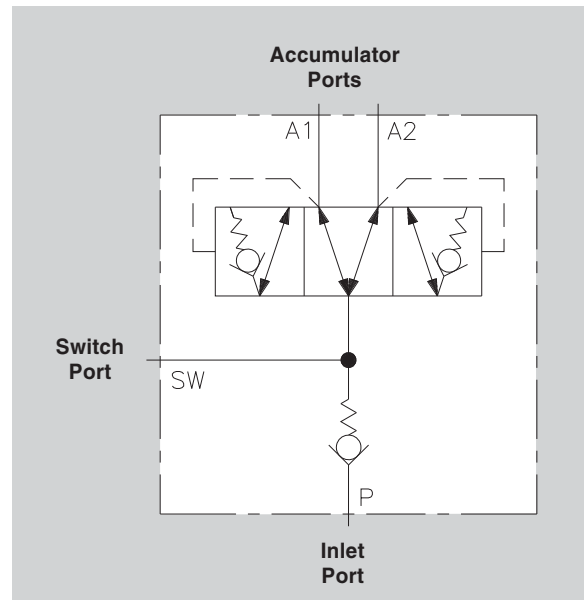 Accumulator
Ports
A1
A2
Switch
Port
SW
P
Inlet
Port